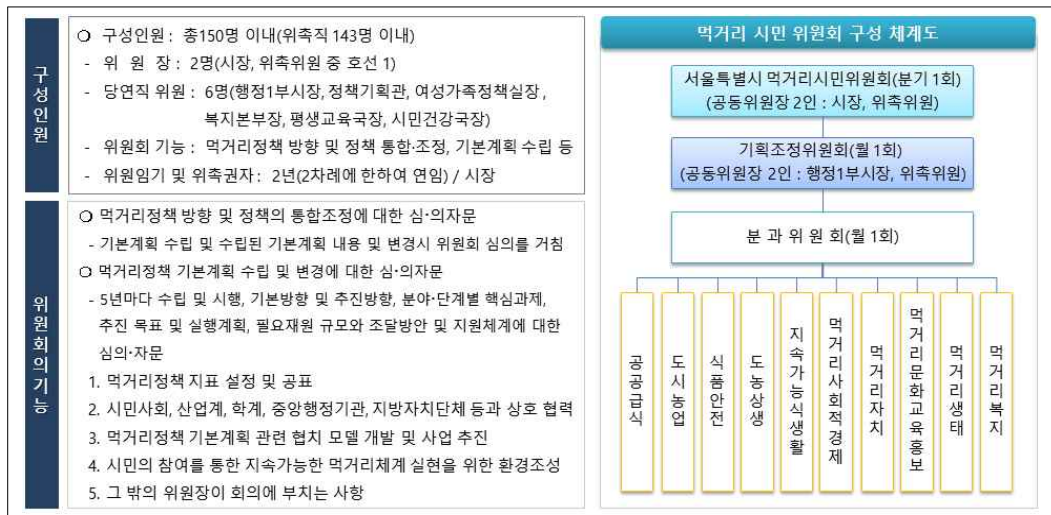 구성인원
○ 구성인원 : 총150명 이내(위촉직 143명 이내)
- 위 원 장 : 2명(시장, 위촉위원 중 호선 1)
- 당연직 위원 : 6명(행정1부시장, 정책기획관, 여성가족정책실장,
복지본부장, 평생교육국장, 시민건강국장)
- 위원회 기능 : 먹거리정책 방향 및 정책 통합·조정, 기본계획 수립 등
- 위원임기 및 위촉권자 : 2년(2차례에 한하여 연임) / 시장
위원회의기능
○ 먹거리정책 방향 및 정책의 통합조정에 대한 심·의자문
- 기본계획 수립 및 수립된 기본계획 내용 및 변경시 위원회 심의를 거침
○ 먹거리정책 기본계획 수립 및 변경에 대한 심·의자문
- 5년마다 수립 및 시행, 기본방향 및 추진방향, 분야·단계별 핵심과제,
추진 목표 및 실행계획, 필요재원 규모와 조달방안 및 지원체계에 대한
심의·자문
1. 먹거리정책 지표 설정 및 공표
2. 시민사회, 산업계, 학계, 중앙행정기관, 지방자치단체 등과 상호 협력
3. 먹거리정책 기본계획 관련 협치 모델 개발 및 사업 추진
4. 시민의 참여를 통한 지속가능한 먹거리체계 실현을 위한 환경조성
5. 그 밖의 위원장이 회의에 부치는 사항
먹거리 시민 위원회 구성 체계도
서울특별시 먹거리시민위원회(분기 1회)
(공동위원장 2인 : 시장, 위촉위원)
기획조정위원회(월 1회)
(공동위원장 2인 : 행정1부시장, 위촉위원)
분 과 위 원 회(월 1회)
공공급식
도시농업
식품안전
도농상생
지속가능식생활
먹거리사회적경제
먹거리자치
먹거리문화교육홍보
먹거리생태
먹거리복지